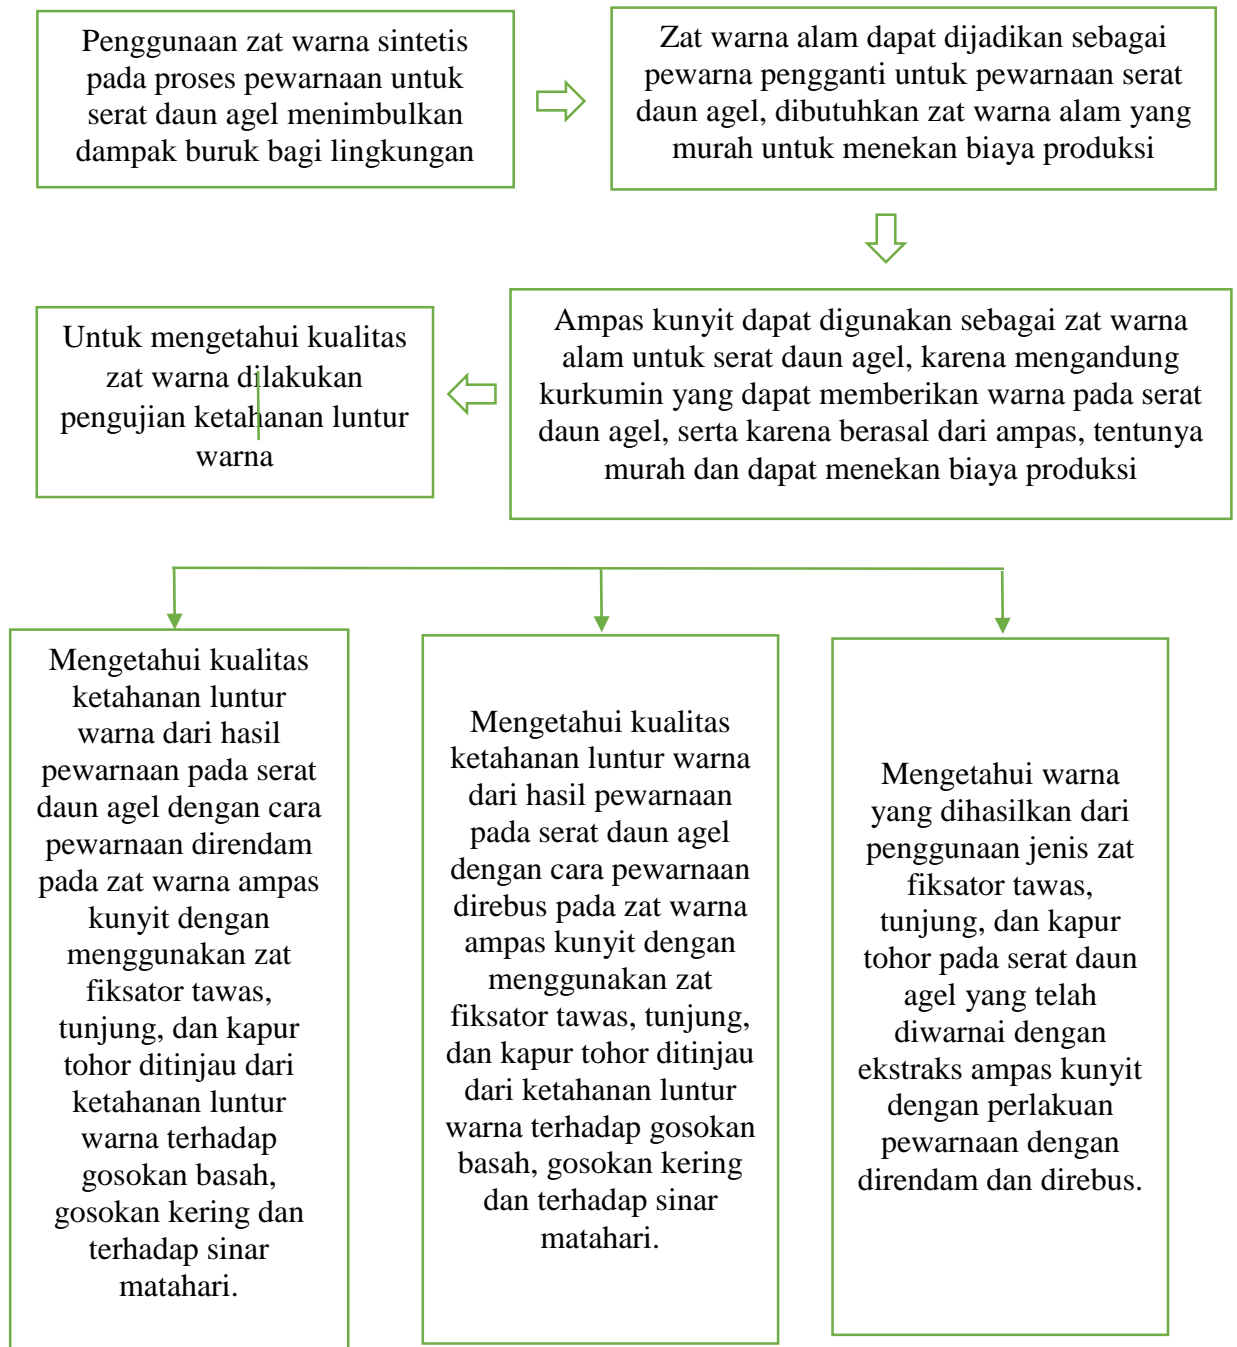 Penggunaan zat warna sintetis
pada proses pewarnaan untuk
serat daun agel menimbulkan
dampak buruk bagi lingkungan
Zat warna alam dapat dijadikan sebagai
pewarna pengganti untuk pewarnaan serat
daun agel, dibutuhkan zat warna alam yang
murah untuk menekan biaya produksi
Ampas kunyit dapat digunakan sebagai zat warna
alam untuk serat daun agel, karena mengandung
kurkumin yang dapat memberikan warna pada serat
daun agel, serta karena berasal dari ampas, tentunya
murah dan dapat menekan biaya produksi
Untuk mengetahui kualitas
zat warna dilakukan
pengujian ketahanan luntur
warna
Mengetahui kualitas
ketahanan luntur
warna dari hasil
pewarnaan pada serat
daun agel dengan cara
pewarnaan direndam
pada zat warna ampas
kunyit dengan
menggunakan zat
fiksator tawas,
tunjung, dan kapur
tohor ditinjau dari
ketahanan luntur
warna terhadap
gosokan basah,
gosokan kering dan
terhadap sinar
matahari.
Mengetahui kualitas
ketahanan luntur warna
dari hasil pewarnaan
pada serat daun agel
dengan cara pewarnaan
direbus pada zat warna
ampas kunyit dengan
menggunakan zat
fiksator tawas, tunjung,
dan kapur tohor ditinjau
dari ketahanan luntur
warna terhadap gosokan
basah, gosokan kering
dan terhadap sinar
matahari.
Mengetahui warna
yang dihasilkan dari
penggunaan jenis zat
fiksator tawas,
tunjung, dan kapur
tohor pada serat daun
agel yang telah
diwarnai dengan
ekstraks ampas kunyit
dengan perlakuan
pewarnaan dengan
direndam dan direbus.